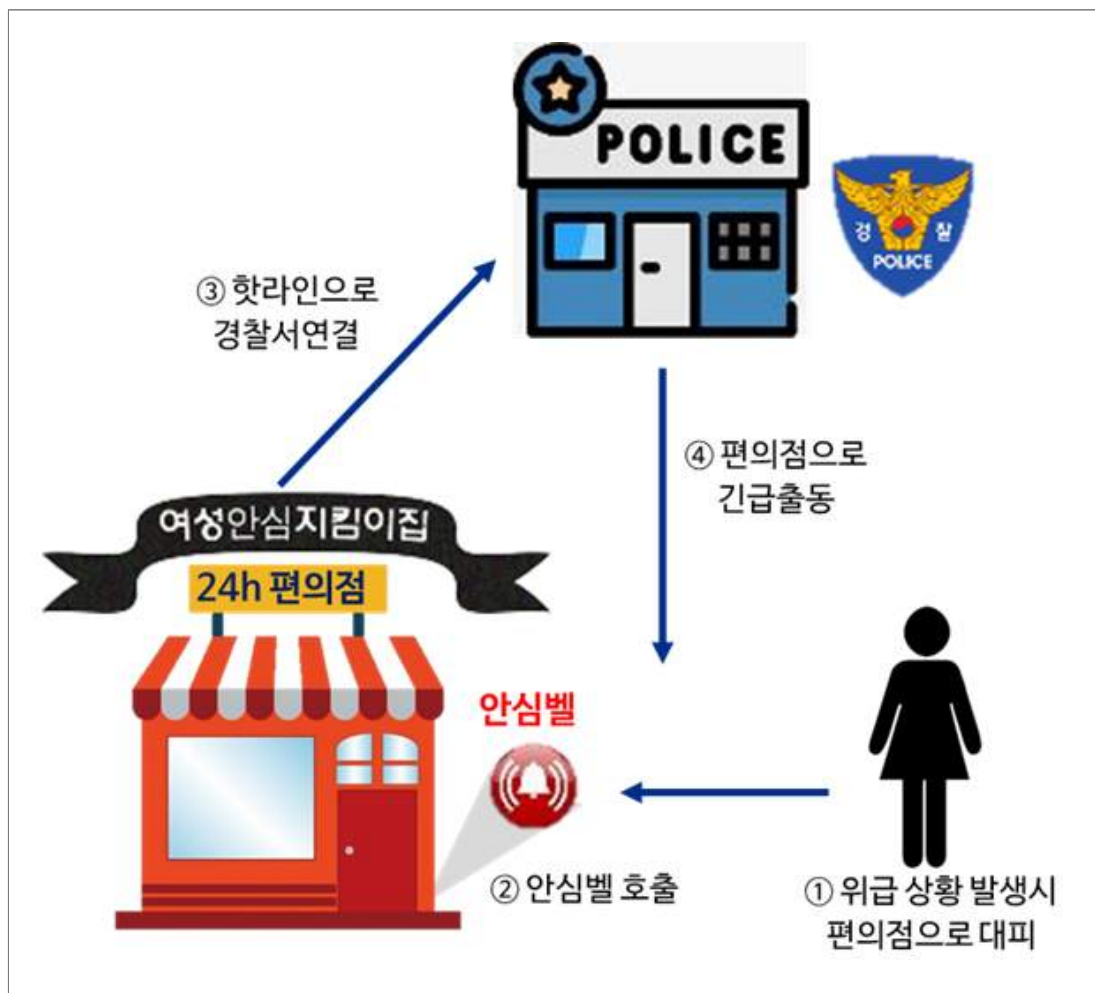 POLICE
경 찰
POLICE
③ 핫라인으로
경찰서연결
④ 편의점으로
긴급출동
여성안심지킴이집
24h 편의점
안심벨
② 안심벨 호출
① 위급 상황 발생시
편의점으로 대피